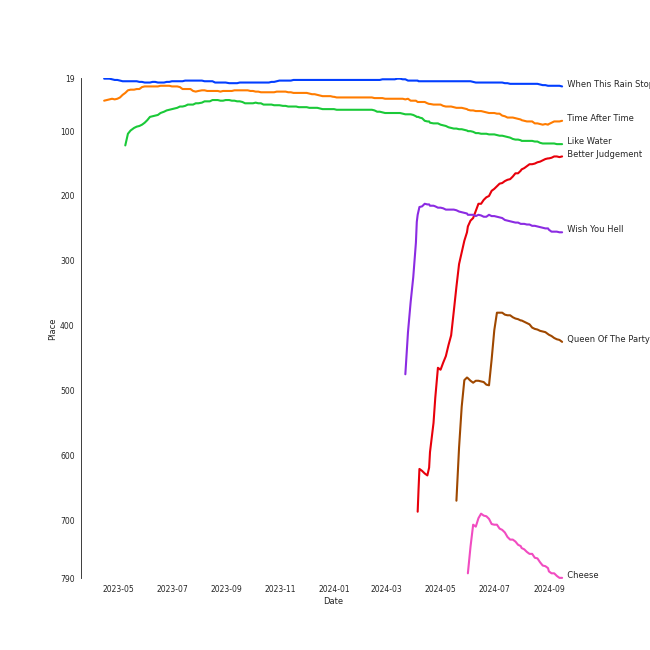 19
When This Rain Stop
Time After Time
100
Like Water
Better Judgement
200
Wish You Hell
300
Place
400
Queen Of The Party
500
600
700
Cheese
790
2023-05 2023-07 2023-09 2023-11 2024-01 2024-03 2024-05 2024-07 2024-09
Date